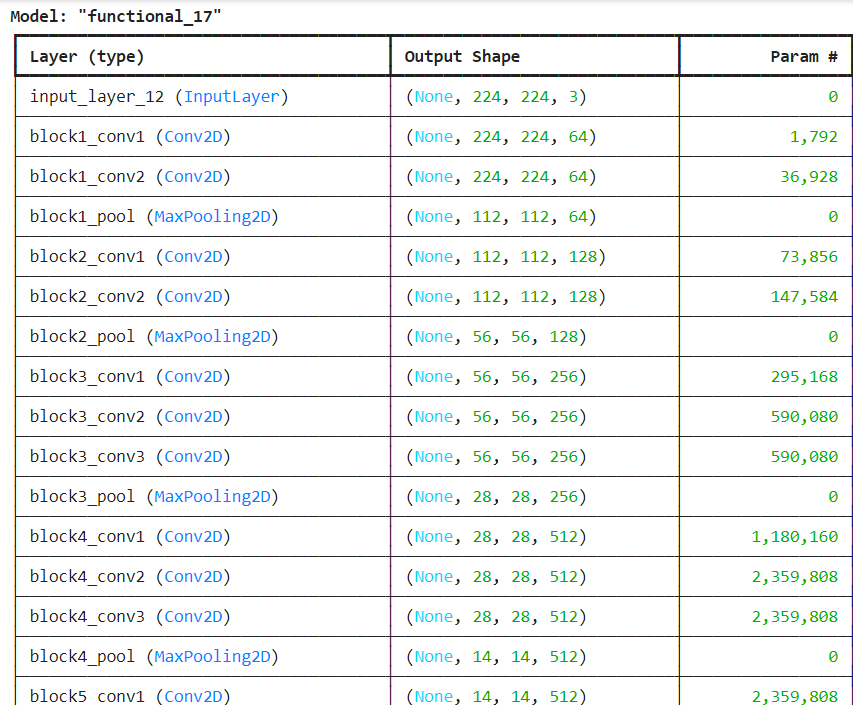 Model: "functional_17"
Layer (type) Output Shape Param #
input_layer_12 (InputLayer) (None, 224, 224, 3) 0
block1_conv1 (Conv2D) (None, 224, 224, 64) 1,792
block1_conv2 (Conv2D) (None, 224, 224, 64) 36,928
block1_pool (MaxPooling2D) (None, 112, 112, 64) 0
block2_conv1 (Conv2D) (None, 112, 112, 128) 73,856
block2_conv2 (Conv2D) (None, 112, 112, 128) 147,584
block2_pool (MaxPooling2D) (None, 56, 56, 128) 0
block3_conv1 (Conv2D) (None, 56, 56, 256) 295,168
block3_conv2 (Conv2D) (None, 56, 56, 256) 590,080
block3_conv3 (Conv2D) (None, 56, 56, 256) 590,080
block3_pool (MaxPooling2D) (None, 28, 28, 256) 0
block4_conv1 (Conv2D) (None, 28, 28, 512) 1,180,160
block4_conv2 (Conv2D) (None, 28, 28, 512) 2,359,808
block4_conv3 (Conv2D) (None, 28, 28, 512) 2,359,808
block4_pool (MaxPooling2D) (None, 14, 14, 512) 0
block5_conv1 (Conv2D) (None, 14, 14, 512) 2,359,808